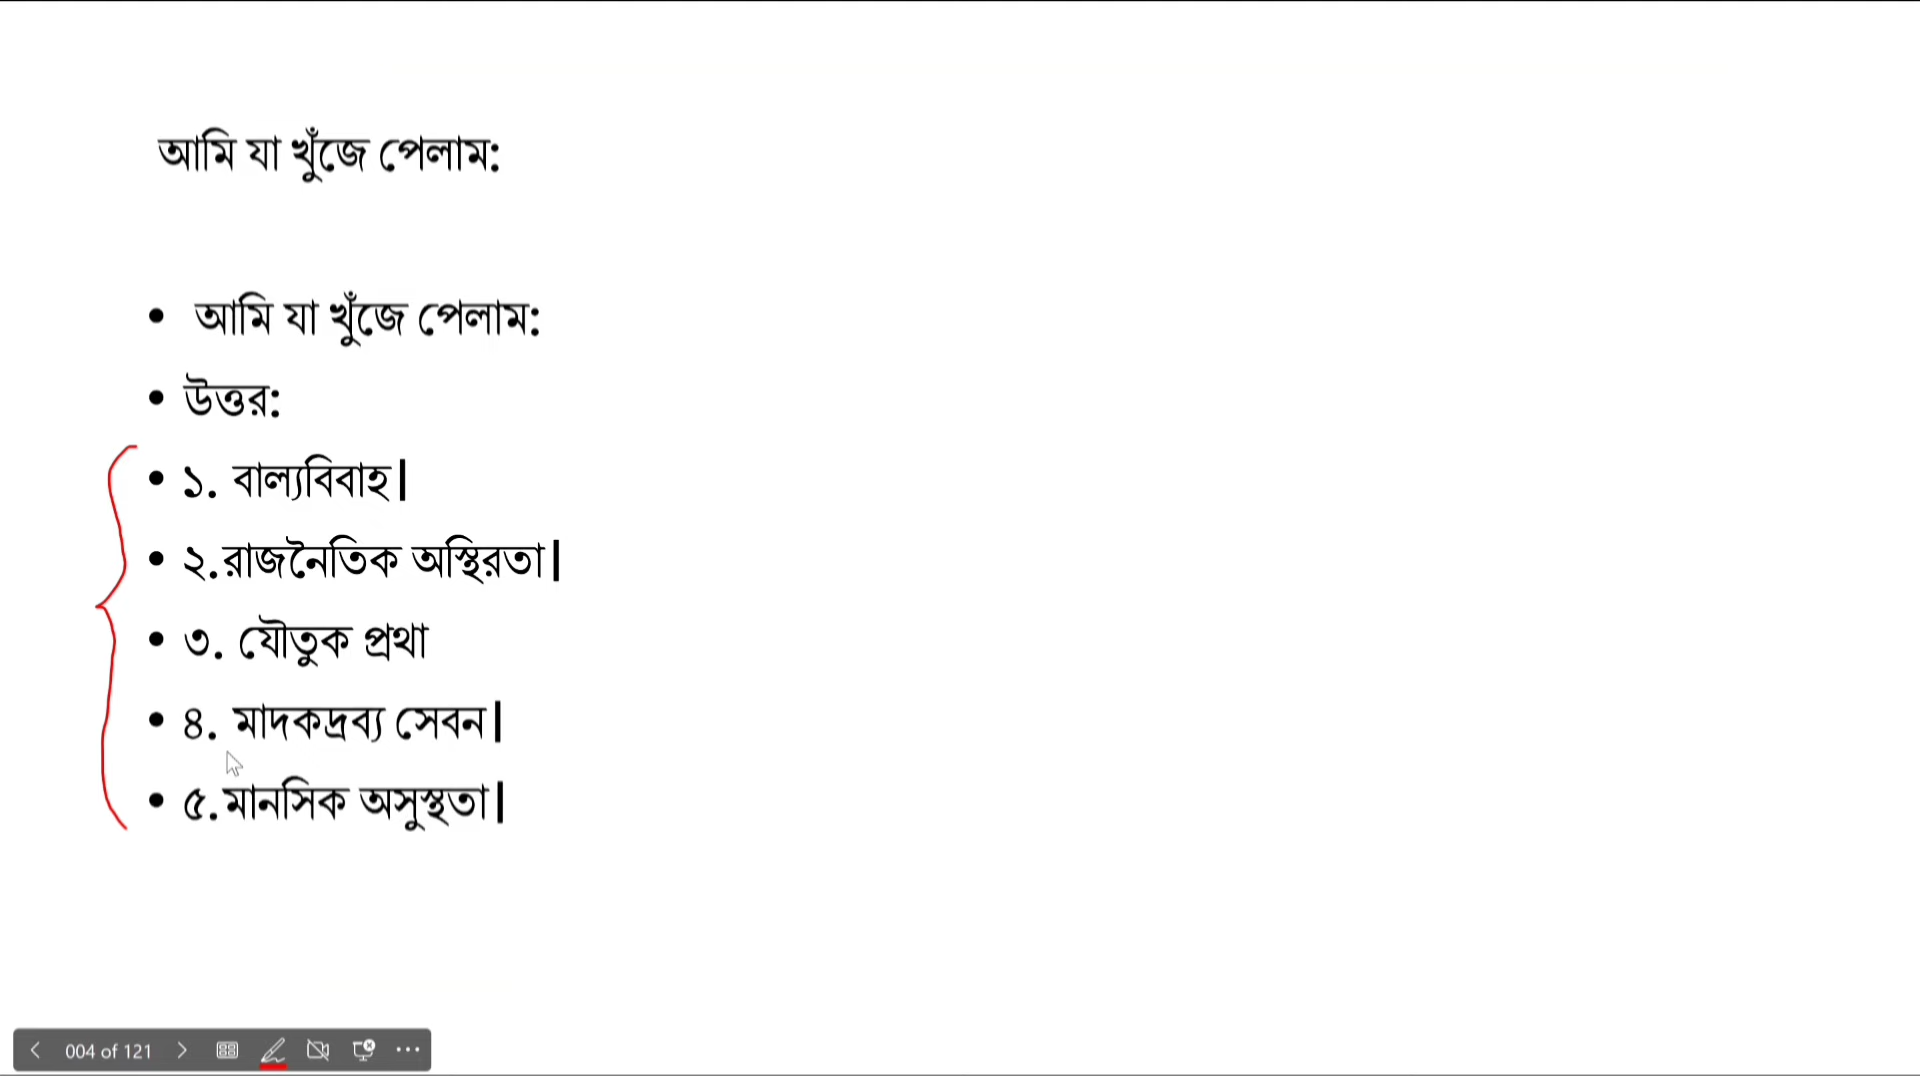 আমি যা খুঁজে পেলাম:
• আমি যা খুঁজে পেলাম:
• উত্তর:
• ১. বাল্যবিবাহ|
• ২.রাজনৈতিক অস্থিরতা|
• ৩. যৌতুক প্রথা
• ৪. মাদকদ্রব্য সেবন|
• ৫.মানসিক অসুস্থতা|
004 of 121